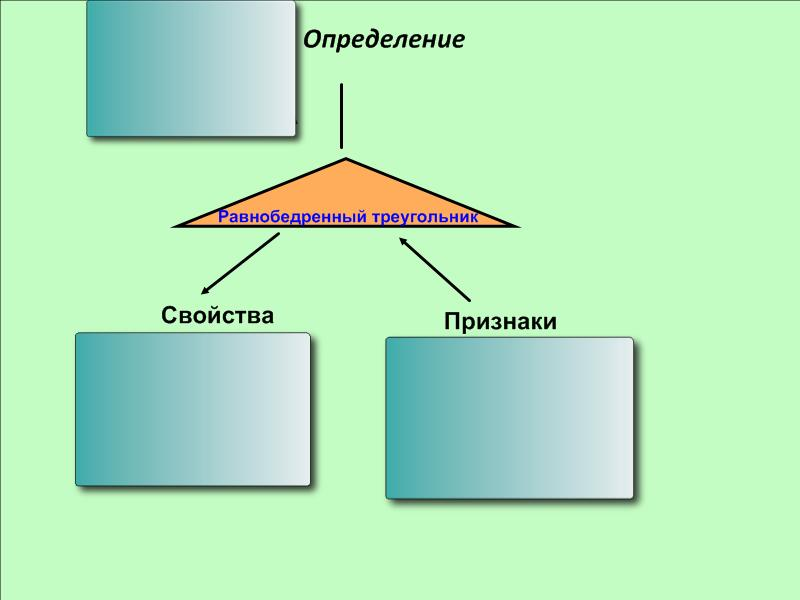 Определение
Равнобедренный треугольник
Свойства
Признаки